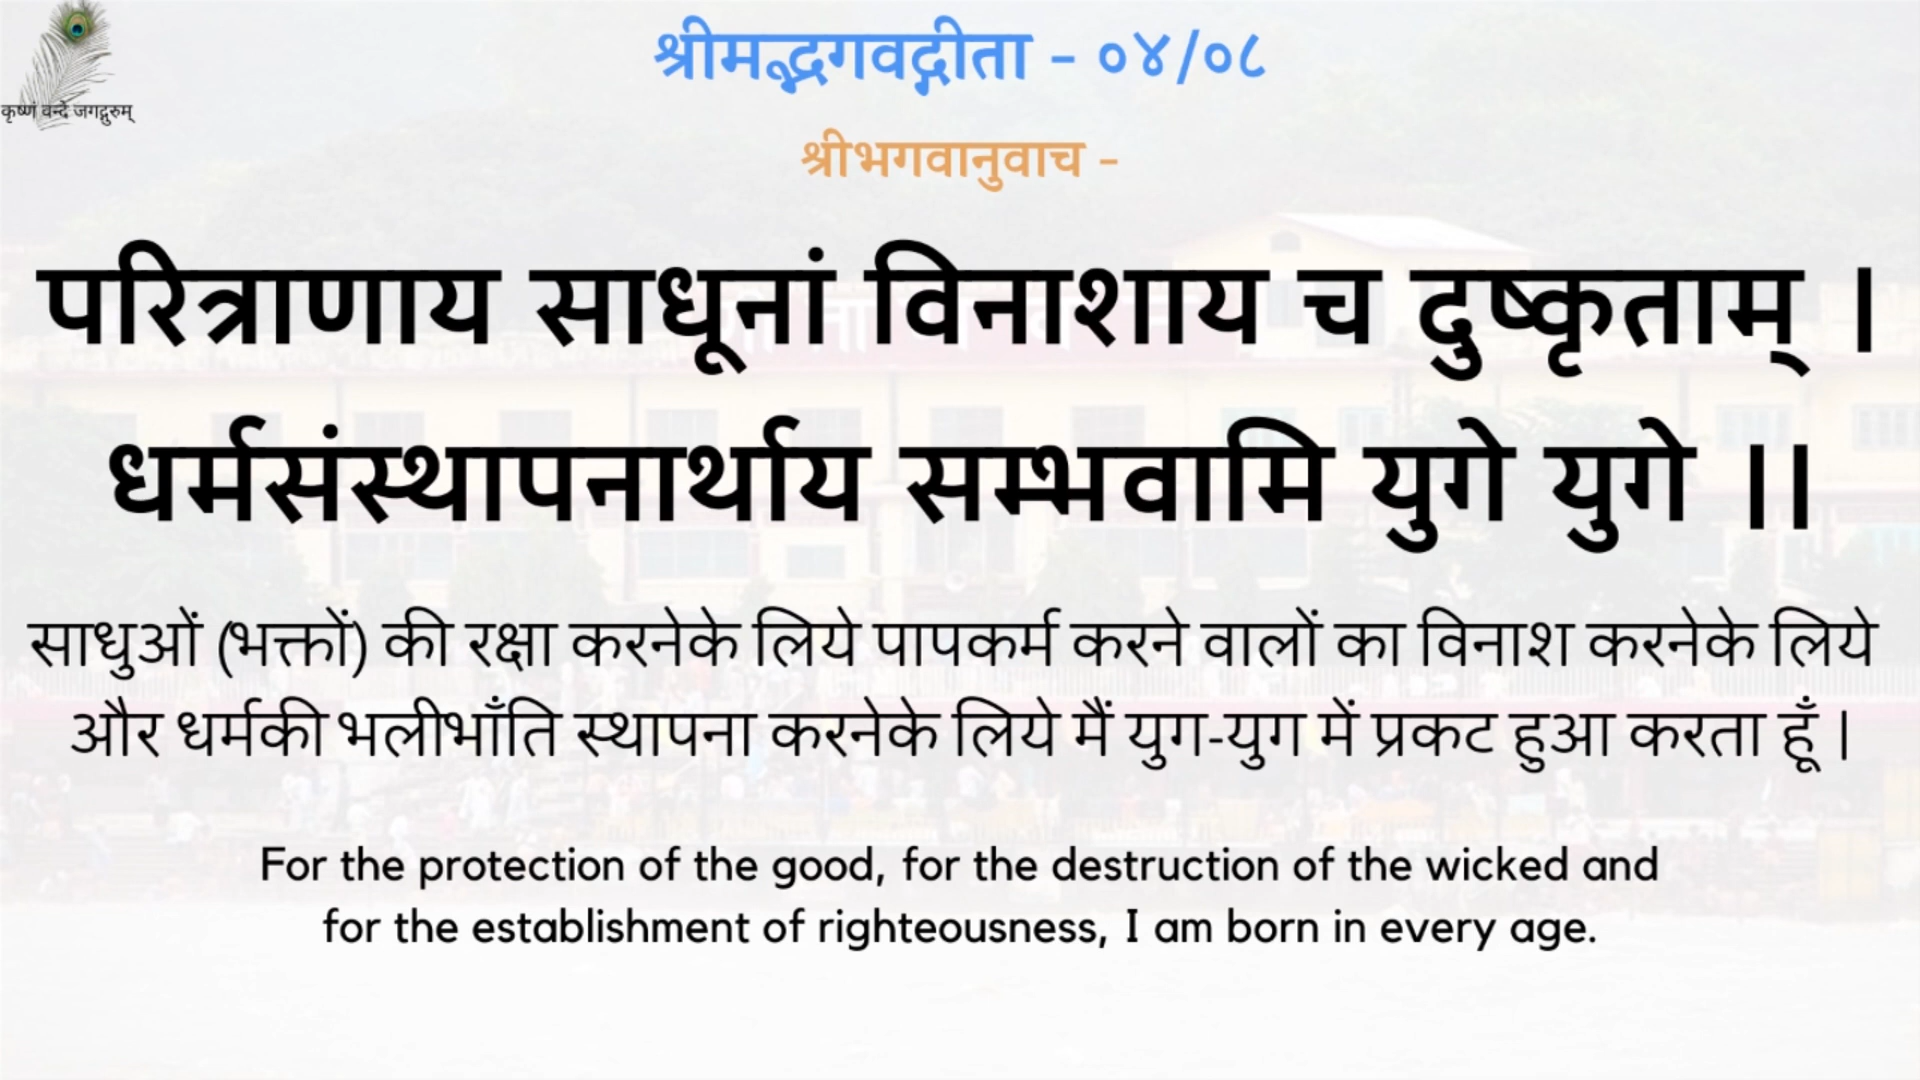 श्रीमद्भगवद्गीता - ०४/०८
कृष्णं वन्दे जगद्गुरुम्
श्रीभगवानुवाच -
परित्राणाय साधूनां विनाशाय च दुष्कृताम् ।
धर्मसंस्थापनार्थाय सम्भवामि युगे युगे ।।
साधुओं (भक्तों) की रक्षा करनेके लिये पापकर्म करने वालों का विनाश करनेके लिये
और धर्मकी भलीभाँति स्थापना करनेके लिये मैं युग-युग में प्रकट हुआ करता हूँ ।
For the protection of the good, for the destruction of the wicked and
for the establishment of righteousness, I am born in every age.